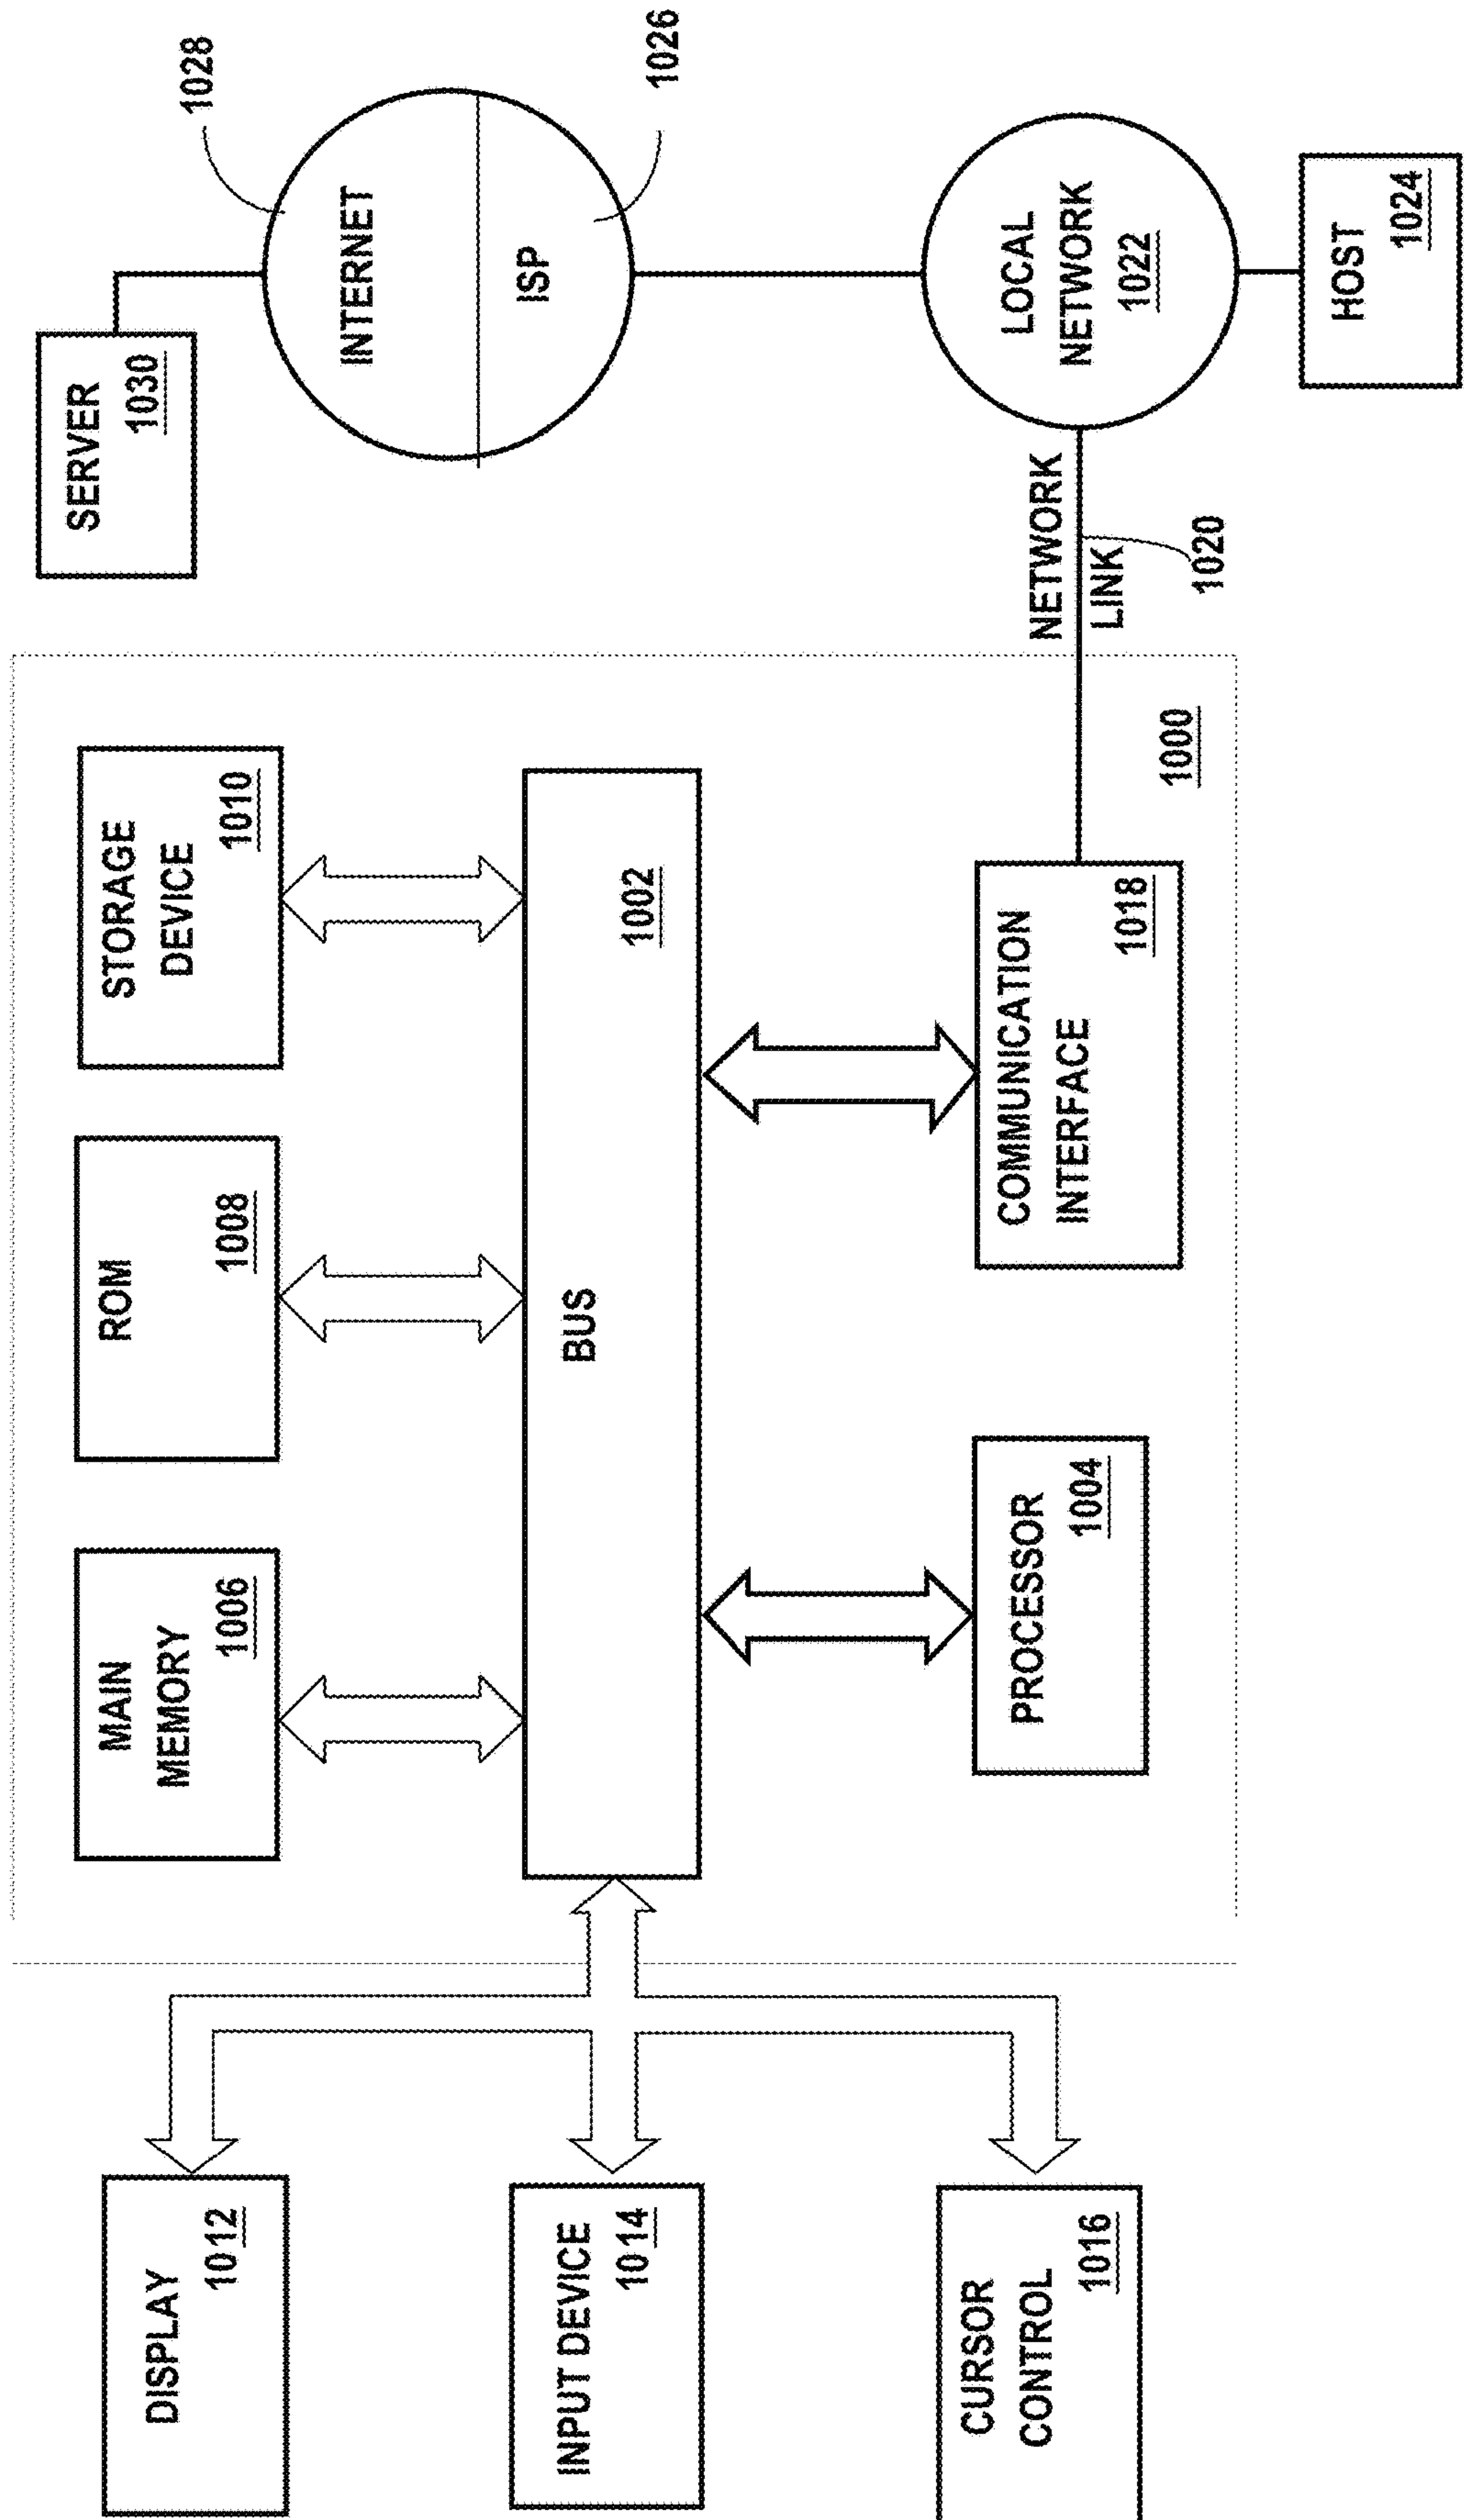 DISPLAY
1012
INPUT DEVICE
1014
CURSOR
CONTROL
1016
MAIN
MEMORY
1006
ROM
1008
STORAGE
DEVICE
1010
BUS
1002
PROCESSOR
1004
COMMUNICATION
INTERFACE
1018
1000
NETWORK
LINK
1020
SERVER
1030
1028
INTERNET
ISP
1026
LOCAL
NETWORK
1022
HOST
1024